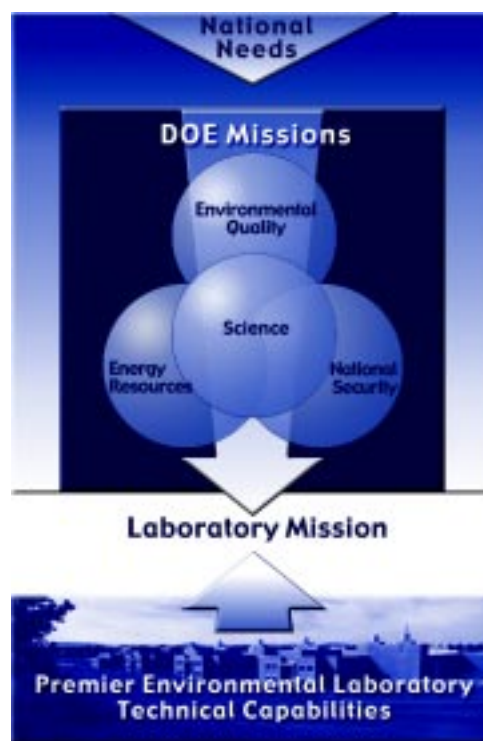 National
Needs
DOE Missions
Environmental
Quality
Science
Energy
Resources
National
Security
Laboratory Mission
Premier Environmental Laboratory
Technical Capabilities